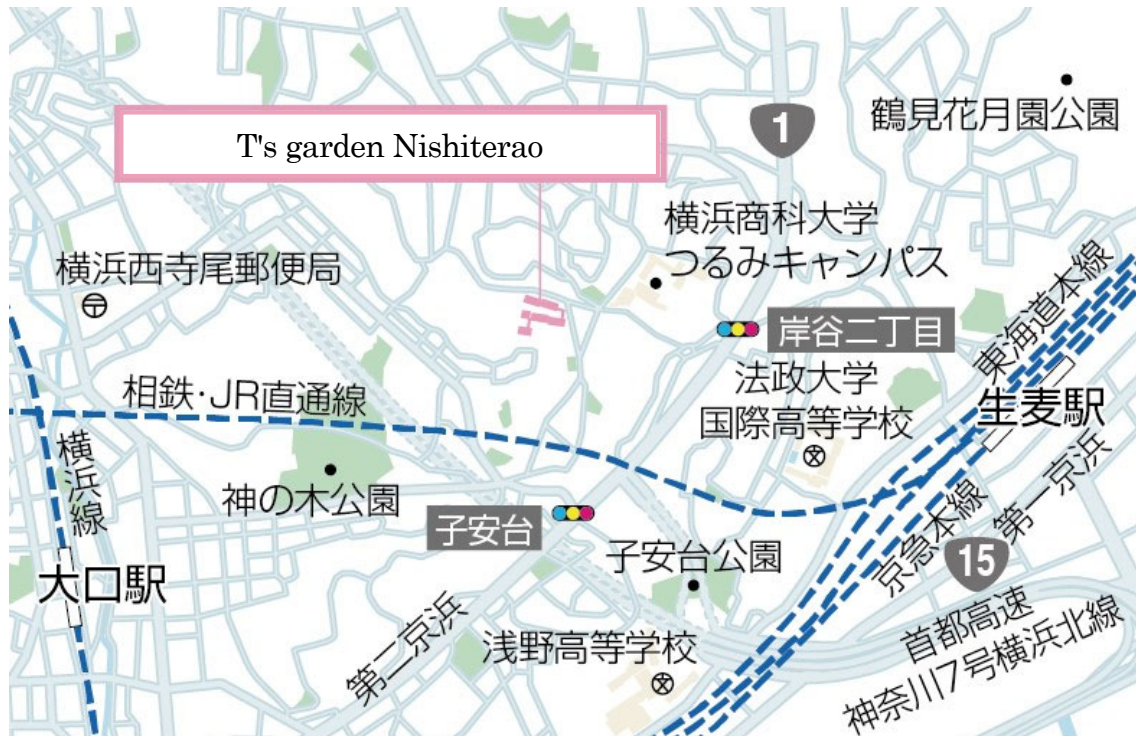 T's garden Nishiterao
1
鶴見花月園公園
横浜商科大学
つるみキャンパス
横浜西寺尾郵便局
岸谷二丁目
東海道本線
法政大学
国際高等学校
生麦駅
相鉄・JR直通線
横浜線
神の木公園
子安台
第一京浜
京急本線
15
子安台公園
大口駅
第二京浜
浅野高等学校
首都高速
神奈川7号横浜北線